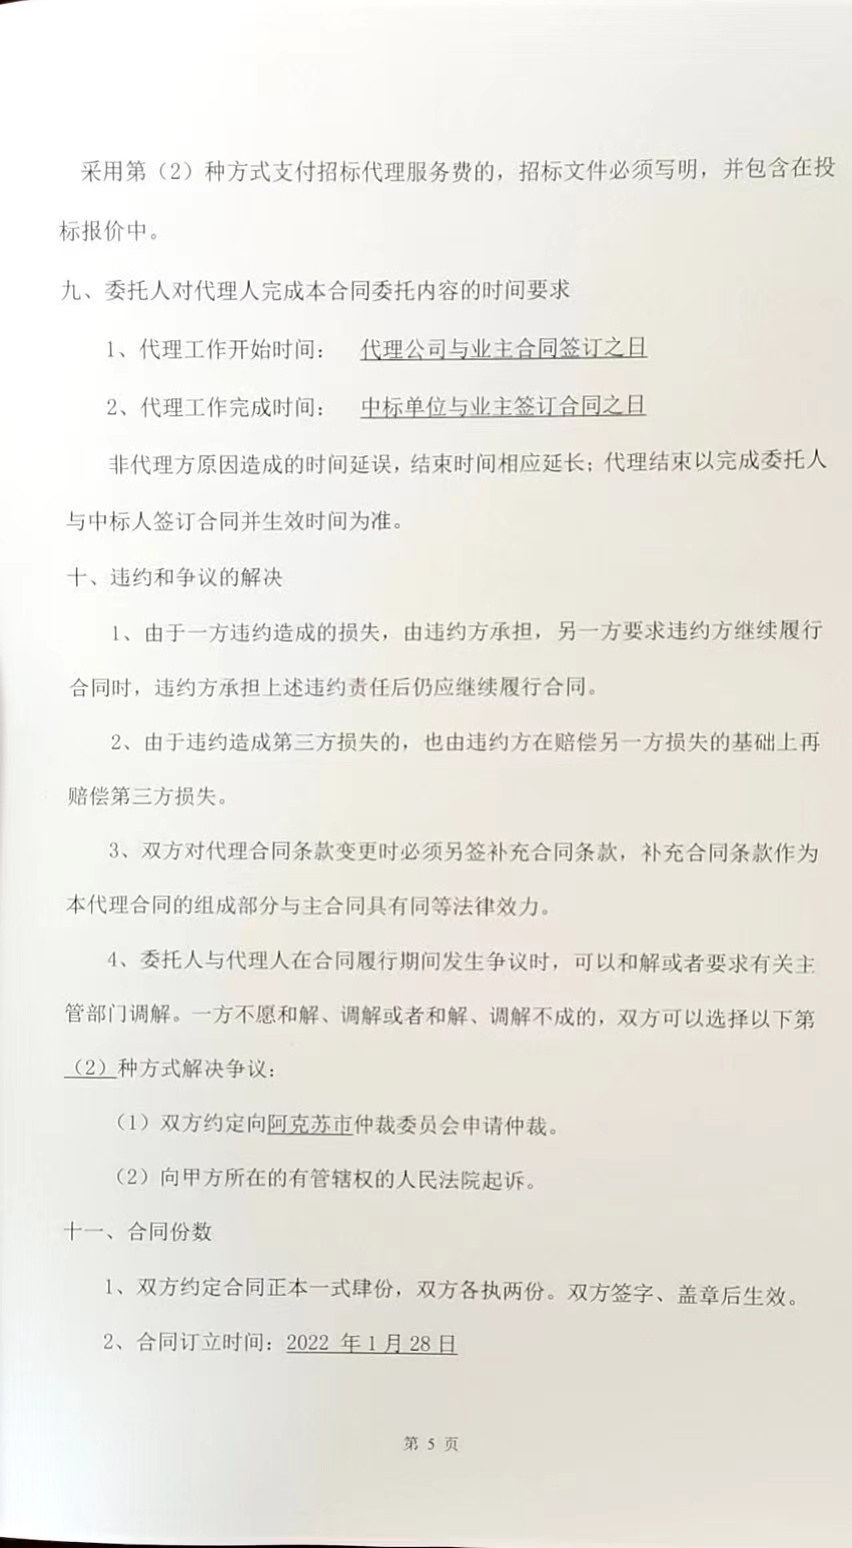 采用第（2）种方式支付招标代理服务费的，招标文件必须写明，并包含在投
标报价中。
九、委托人对代理人完成本合同委托内容的时间要求
1、代理工作开始时间： 代理公司与业主合同签订之日
2、代理工作完成时间： 中标单位与业主签订合同之日
非代理方原因造成的时间延误，结束时间相应延长；代理结束以完成委托人
与中标人签订合同并生效时间为准。
十、违约和争议的解决
1、由于一方违约造成的损失，由违约方承担，另一方要求违约方继续履行
合同时，违约方承担上述违约责任后仍应继续履行合同。
2、由于违约造成第三方损失的，也由违约方在赔偿另一方损失的基础上再
赔偿第三方损失。
3、双方对代理合同条款变更时必须另签补充合同条款，补充合同条款作为
本代理合同的组成部分与主合同具有同等法律效力。
4、委托人与代理人在合同履行期间发生争议时，可以和解或者要求有关主
管部门调解。一方不愿和解、调解或者和解、调解不成的，双方可以选择以下第
（2）种方式解决争议：
（1）双方约定向阿克苏市仲裁委员会申请仲裁。
（2）向甲方所在的有管辖权的人民法院起诉。
十一、合同份数
1、双方约定合同正本一式肆份，双方各执两份。双方签字、盖章后生效。
2、合同订立时间：2022 年 1 月 28 日
第 5 页